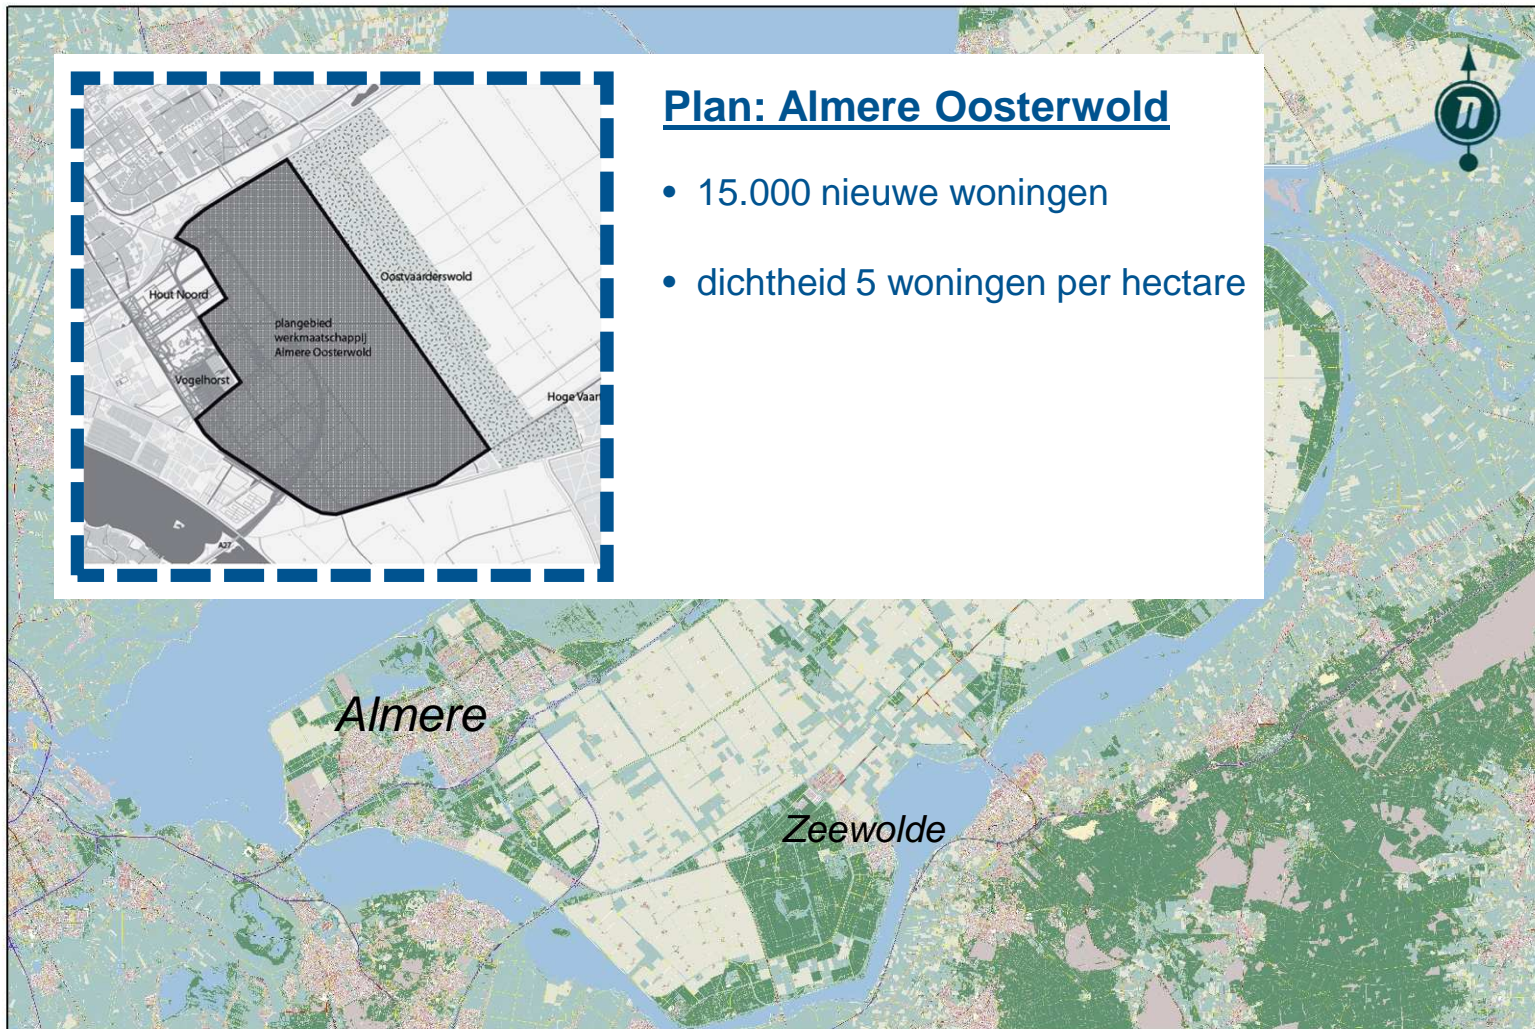 Plan: Almere Oosterwold
• 15.000 nieuwe woningen
• dichtheid 5 woningen per hectare
Oostvaarderswold
Hout Noord
plangebied
werkmaatschappij
Almere Oosterwold
Vogelhorst
Hoge Vaart
A27
N
Almere
Zeewolde